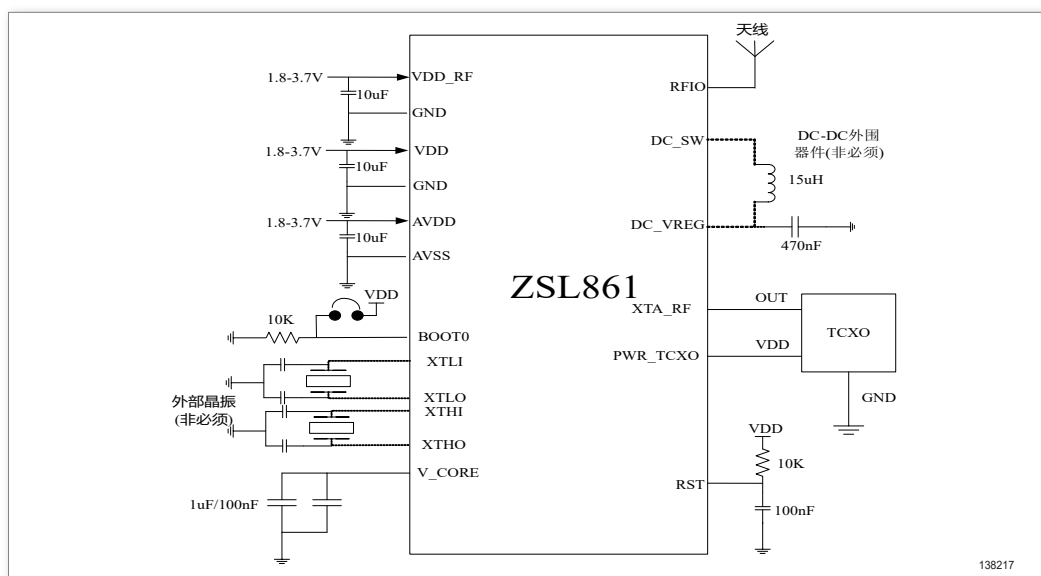 天线
1.8-3.7V
VDD_RF
10uF
GND
1.8-3.7V
VDD
10uF
GND
1.8-3.7V
AVDD
10uF
AVSS
VDD
10K
BOOT0
XTLI
XTLO
外部晶振
(非必须)
XTHI
XTHO
V_CORE
1uF/100nF
ZSL861
RFIO
DC_SW
DC-DC外围
器件(非必须)
15uH
DC_VREG
470nF
XTA_RF
OUT
TCXO
PWR_TCXO
VDD
GND
VDD
10K
RST
100nF
138217